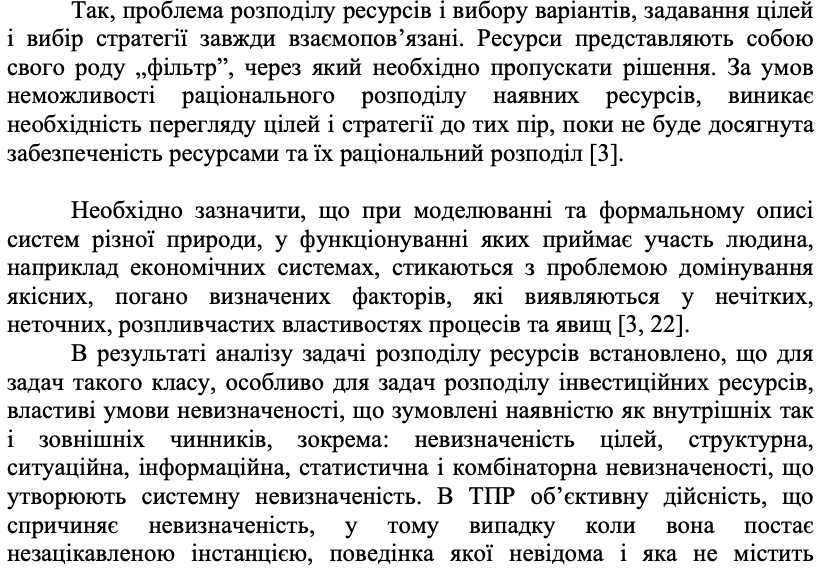 Так, проблема розподілу ресурсів і вибору варіантів, задавання цілей
і вибір стратегії завжди взаємопов’язані. Ресурси представляють собою
свого роду „фільтр”, через який необхідно пропускати рішення. За умов
неможливості раціонального розподілу наявних ресурсів, виникає
необхідність перегляду цілей і стратегії до тих пір, поки не буде досягнута
забезпеченість ресурсами та їх раціональний розподіл [3].
Необхідно зазначити, що при моделюванні та формальному описі
систем різної природи, у функціонуванні яких приймає участь людина,
наприклад економічних системах, стикаються з проблемою домінування
якісних, погано визначених факторів, які виявляються у нечітких,
неточних, розпливчастих властивостях процесів та явищ [3, 22].
В результаті аналізу задачі розподілу ресурсів встановлено, що для
задач такого класу, особливо для задач розподілу інвестиційних ресурсів,
властиві умови невизначеності, що зумовлені наявністю як внутрішніх так
і зовнішніх чинників, зокрема: невизначеність цілей, структурна,
ситуаційна, інформаційна, статистична і комбінаторна невизначеності, що
утворюють системну невизначеність. В ТПР об’єктивну дійсність, що
спричиняє невизначеність, у тому випадку коли вона постає
незацікавленою інстанцією, поведінка якої невідома і яка не містить